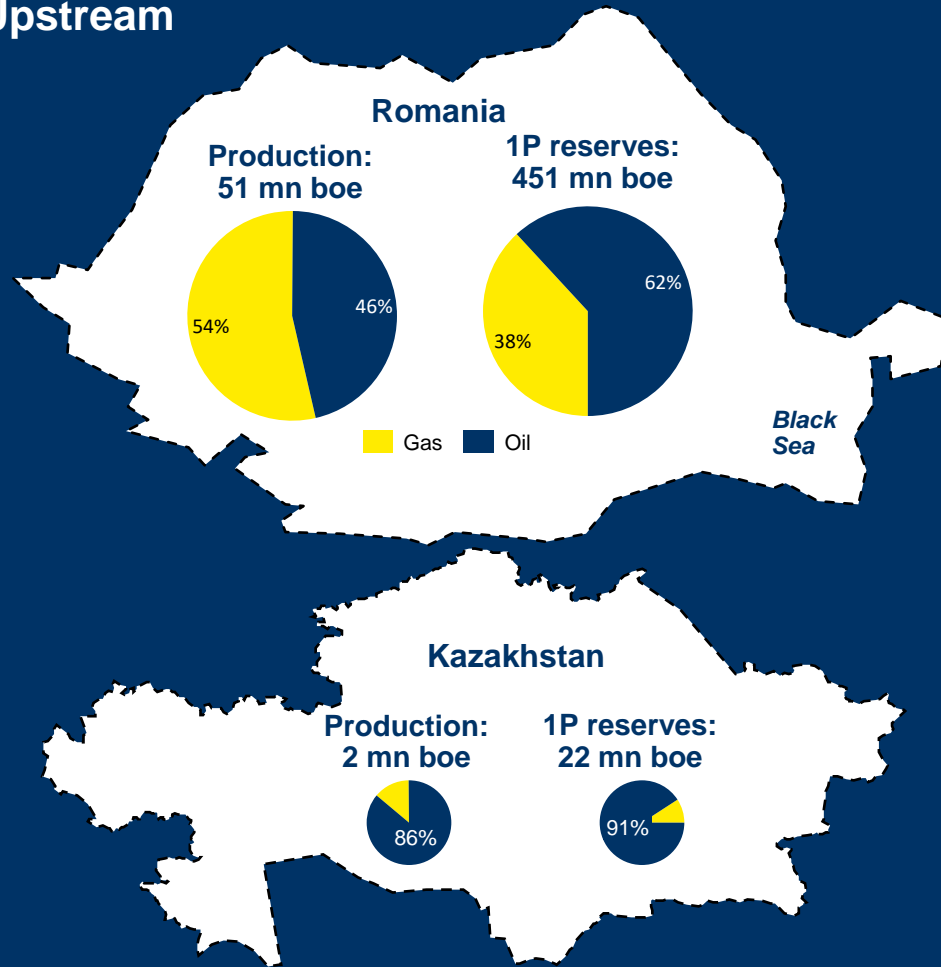 Upstream
Romania
Production:
51 mn boe
1P reserves:
451 mn boe
54%
46%
38%
62%
Gas
Oil
Black
Sea
Kazakhstan
Production:
2 mn boe
1P reserves:
22 mn boe
86%
91%